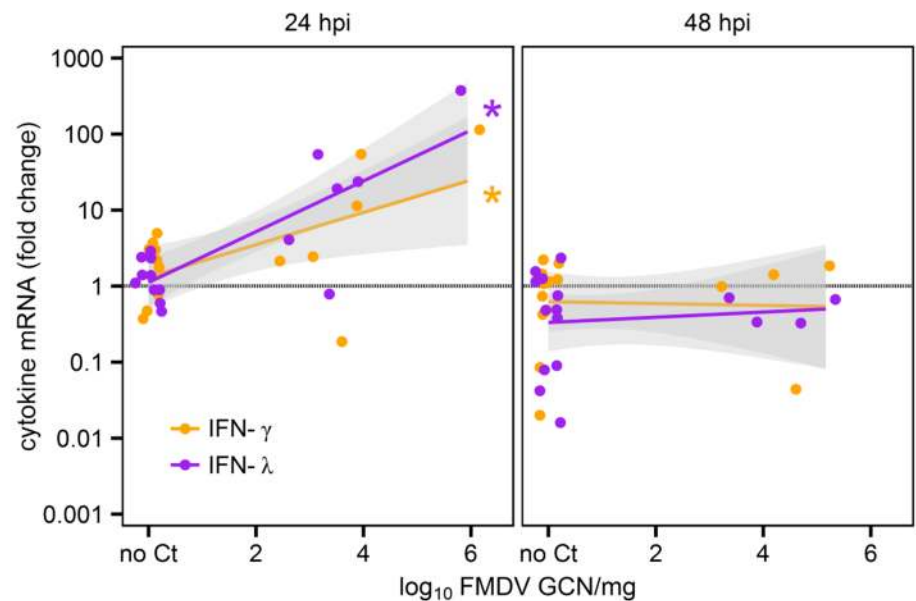 24 hpi
48 hpi
cytokine mRNA (fold change)
1000
100
10
1
0.1
0.01
0.001
IFN- γ
IFN- λ
*
*
no Ct 2 4 6
no Ct 2 4 6
log₁₀ FMDV GCN/mg